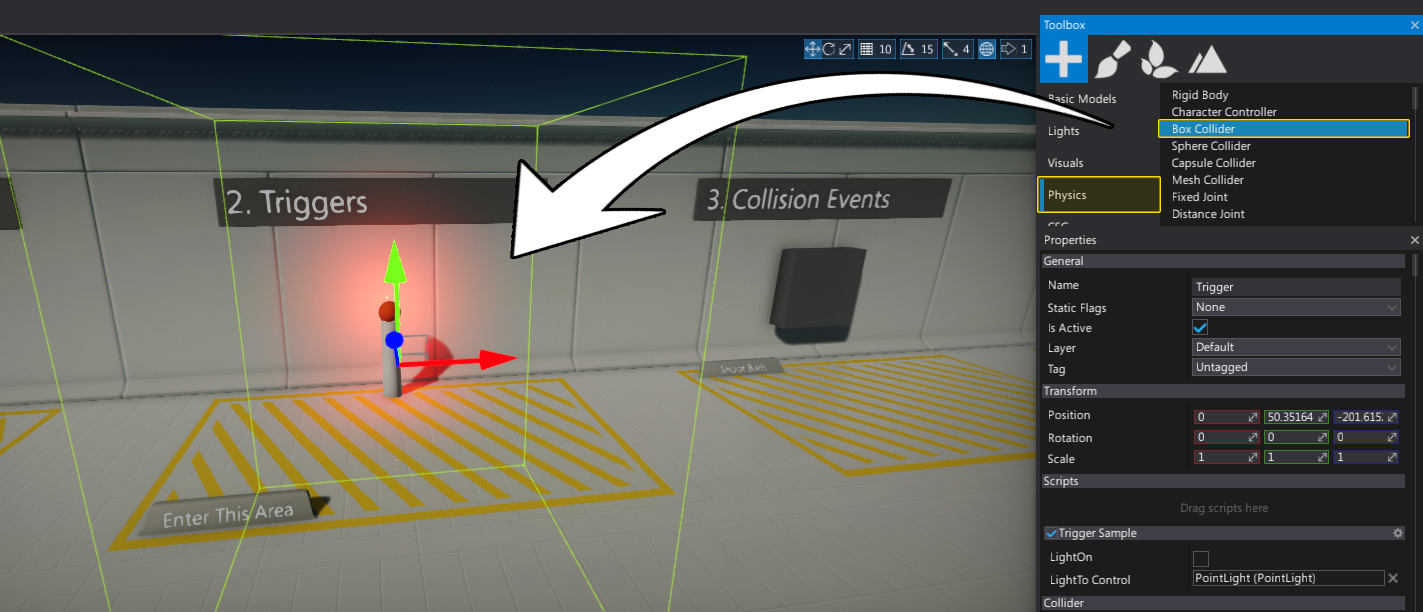 10
15
4
1
2. Triggers
3. Collision Events
Shoot Balls
Enter This Area
Toolbox
Basic Models
Lights
Visuals
Physics
CSG
Rigid Body
Character Controller
Box Collider
Sphere Collider
Capsule Collider
Mesh Collider
Fixed Joint
Distance Joint
Properties
General
Name Trigger
Static Flags None
Is Active
Layer Default
Tag Untagged
Transform
Position 0 50.35164 -201.615
Rotation 0 0 0
Scale 1 1 1
Scripts
Drag scripts here
Trigger Sample
LightOn
LightTo Control PointLight (PointLight)
Collider